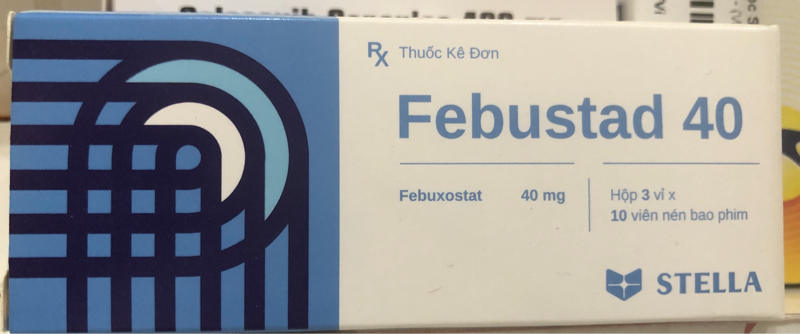 Rx Thuốc Kê Đơn
Febustad 40
Febuxostat 40 mg
Hộp 3 vỉ x
10 viên nén bao phim
STELLA